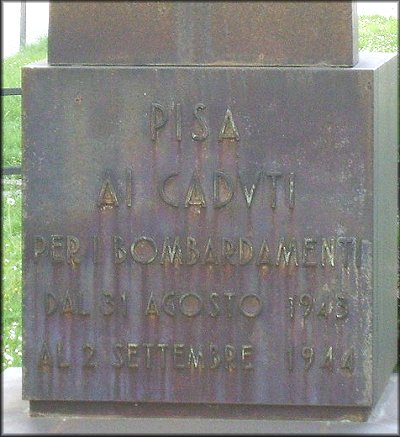 PISA
AI CADVTI
PER I BOMBARDAMENTI
DAL 31 AGOSTO 1943
AL 2 SETTEMBRE 1944